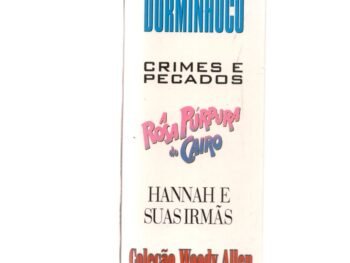 DORMINHOCO
CRIMES E
PECADOS
A
ROSA PÚRPURA
do CAIRO
HANNAH E
SUAS IRMÃS
Coleção Woody Allen